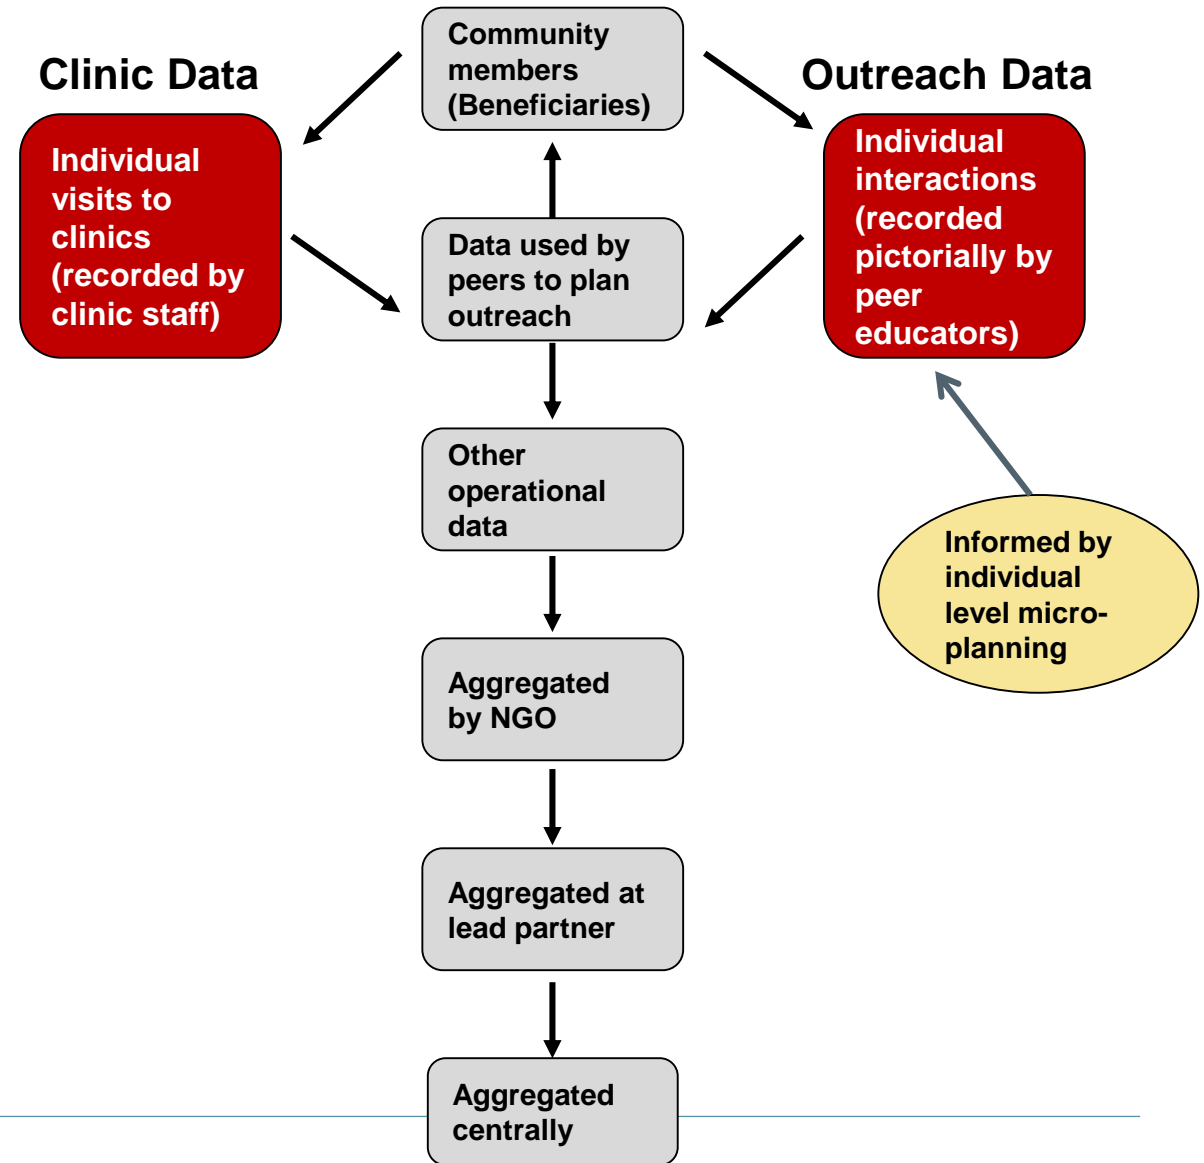 Community
members
(Beneficiaries)
Clinic Data
Outreach Data
Individual
visits to
clinics
(recorded by
clinic staff)
Individual
interactions
(recorded
pictorially by
peer
educators)
Data used by
peers to plan
outreach
Other
operational
data
Informed by
individual
level micro-
planning
Aggregated
by NGO
Aggregated at
lead partner
Aggregated
centrally